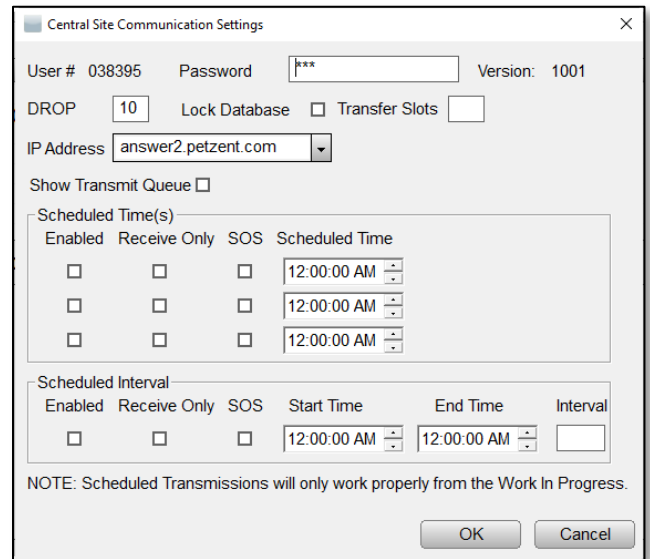 Central Site Communication Settings
User # 038395 Password *** Version: 1001
DROP 10 Lock Database Transfer Slots
IP Address answer2.petzent.com
Show Transmit Queue
Scheduled Time(s)
Enabled Receive Only SOS Scheduled Time
12:00:00 AM
12:00:00 AM
12:00:00 AM
Scheduled Interval
Enabled Receive Only SOS Start Time End Time Interval
12:00:00 AM 12:00:00 AM
NOTE: Scheduled Transmissions will only work properly from the Work In Progress.
OK Cancel